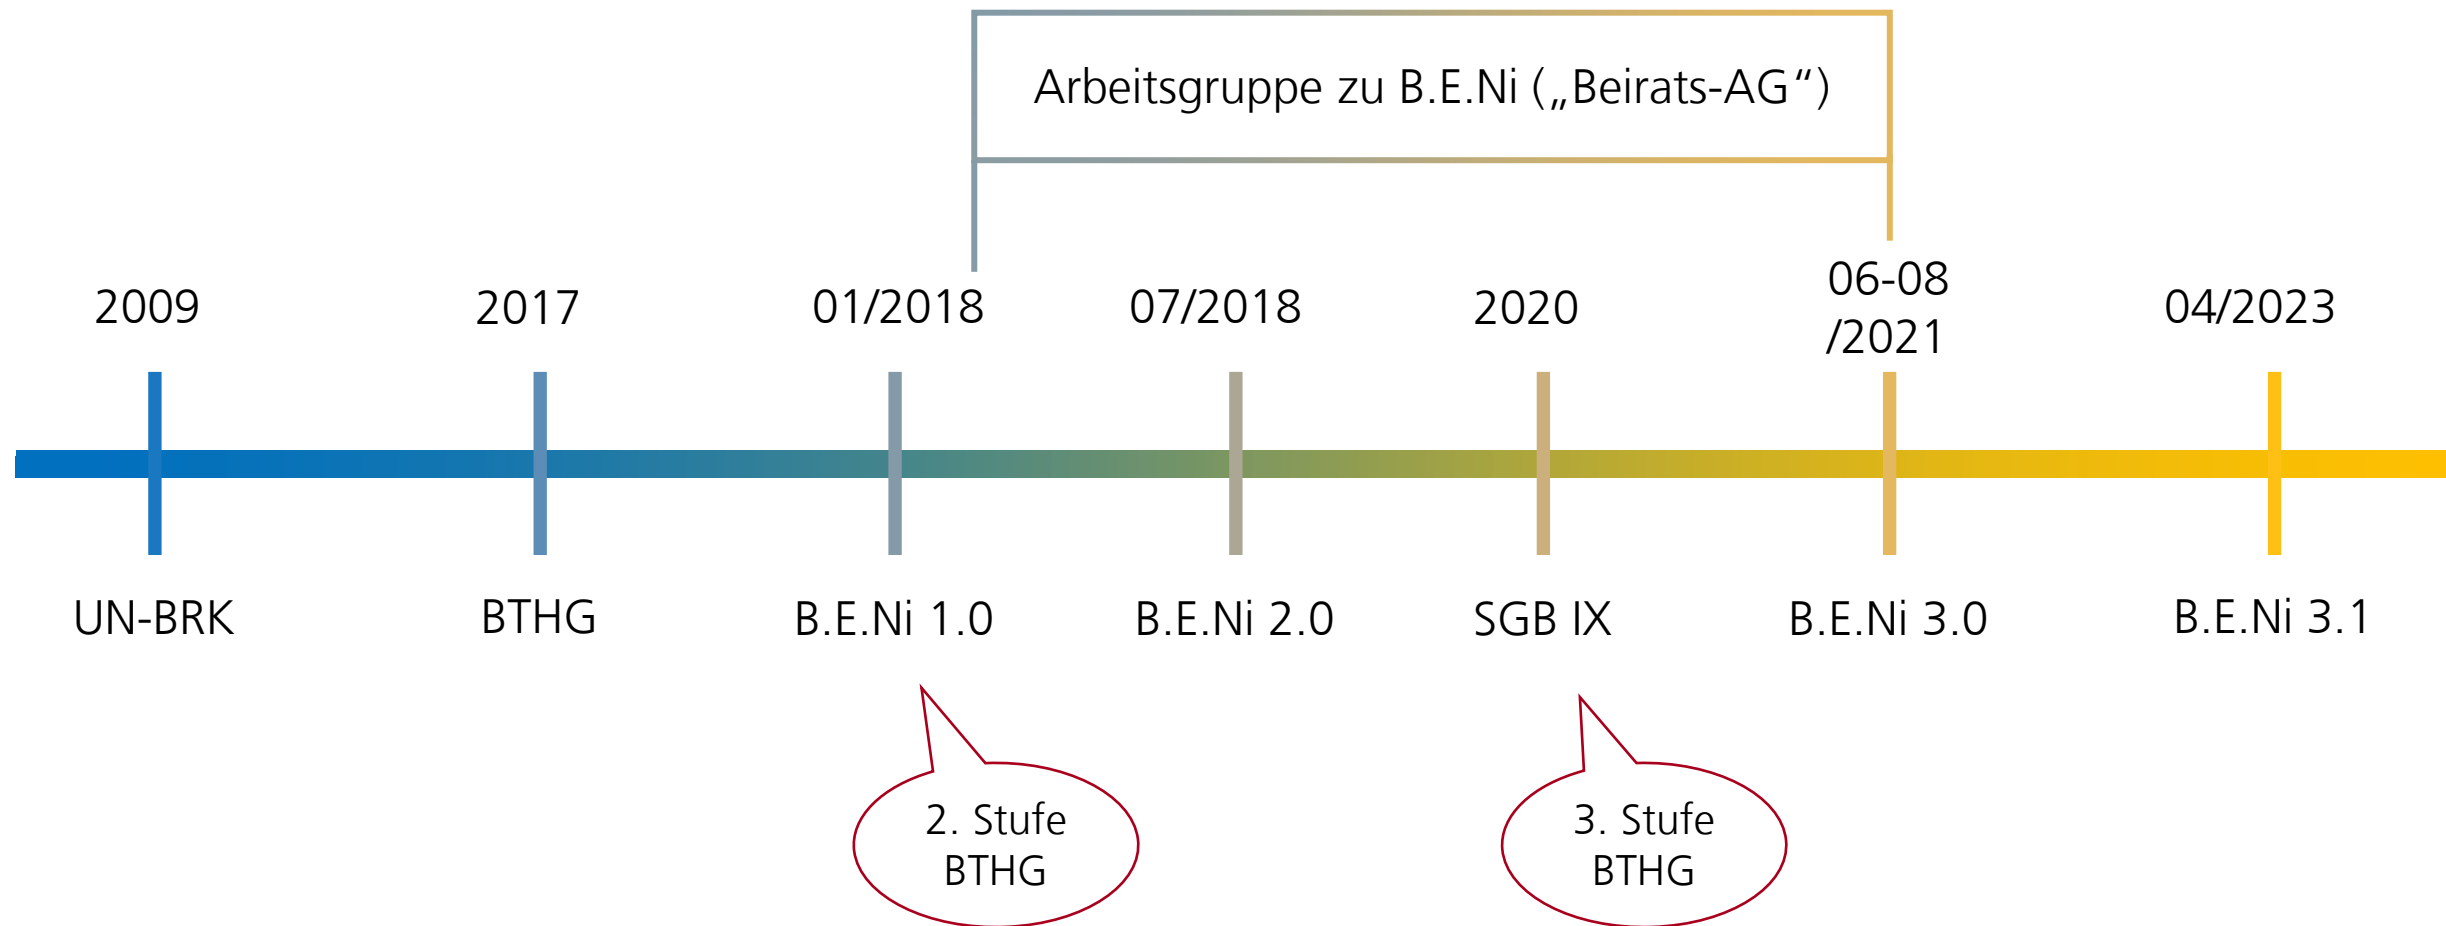 Arbeitsgruppe zu B.E.Ni („Beirats-AG“)
2009
2017
01/2018
07/2018
2020
06-08
/2021
04/2023
UN-BRK
BTHG
B.E.Ni 1.0
B.E.Ni 2.0
SGB IX
B.E.Ni 3.0
B.E.Ni 3.1
2. Stufe
BTHG
3. Stufe
BTHG